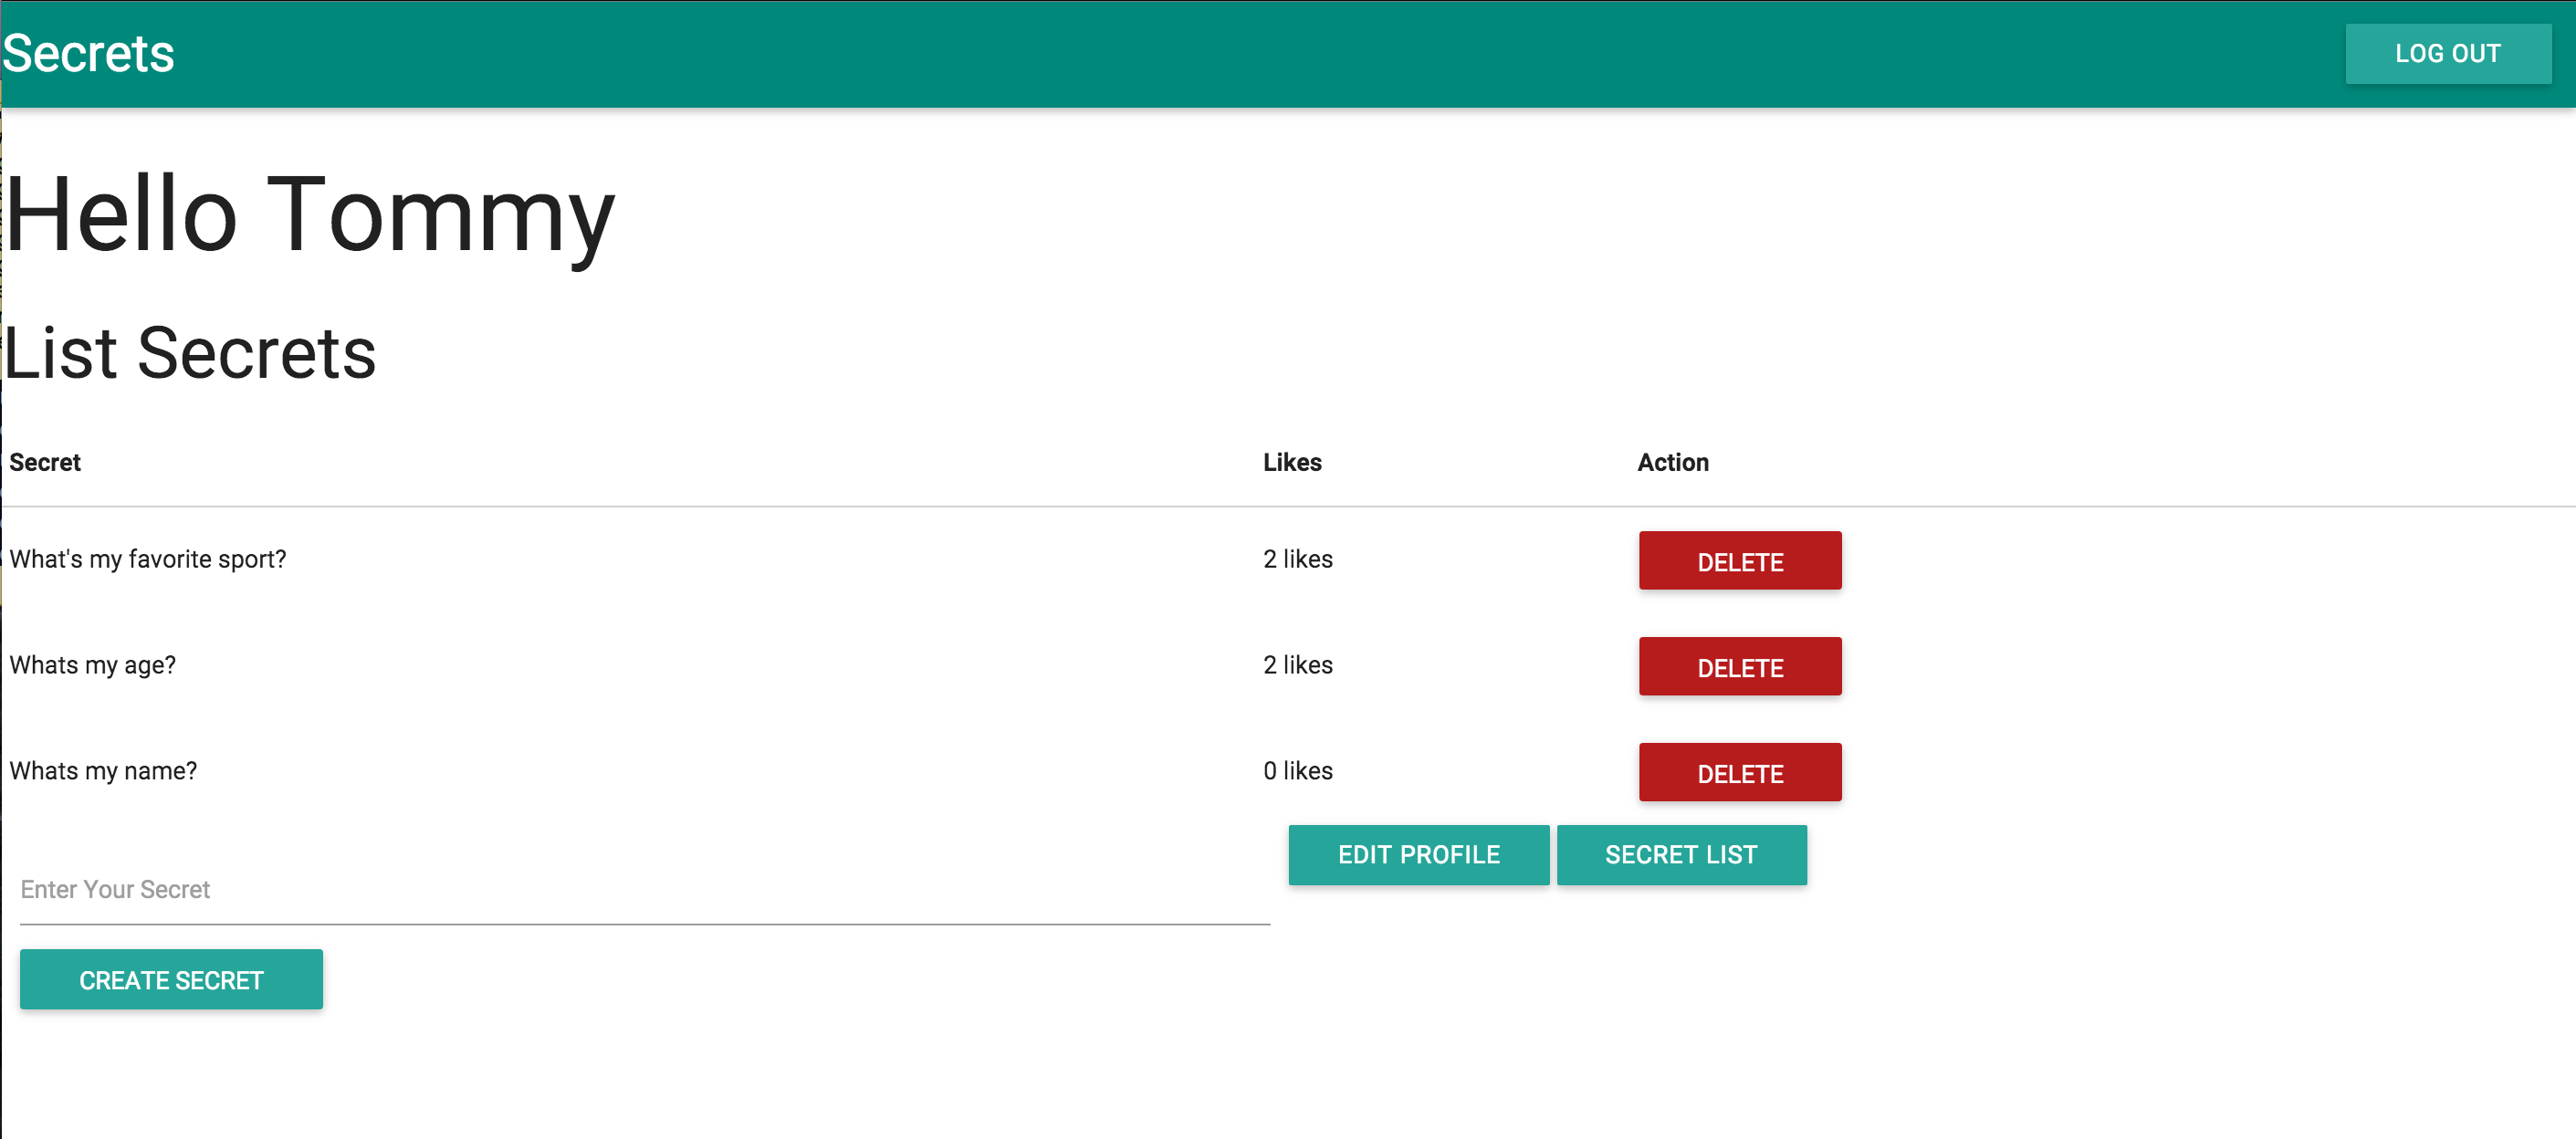 Secrets LOG OUT
Hello Tommy
List Secrets
Secret Likes Action
What's my favorite sport? 2 likes DELETE
Whats my age? 2 likes DELETE
Whats my name? 0 likes DELETE
EDIT PROFILE SECRET LIST
Enter Your Secret
CREATE SECRET